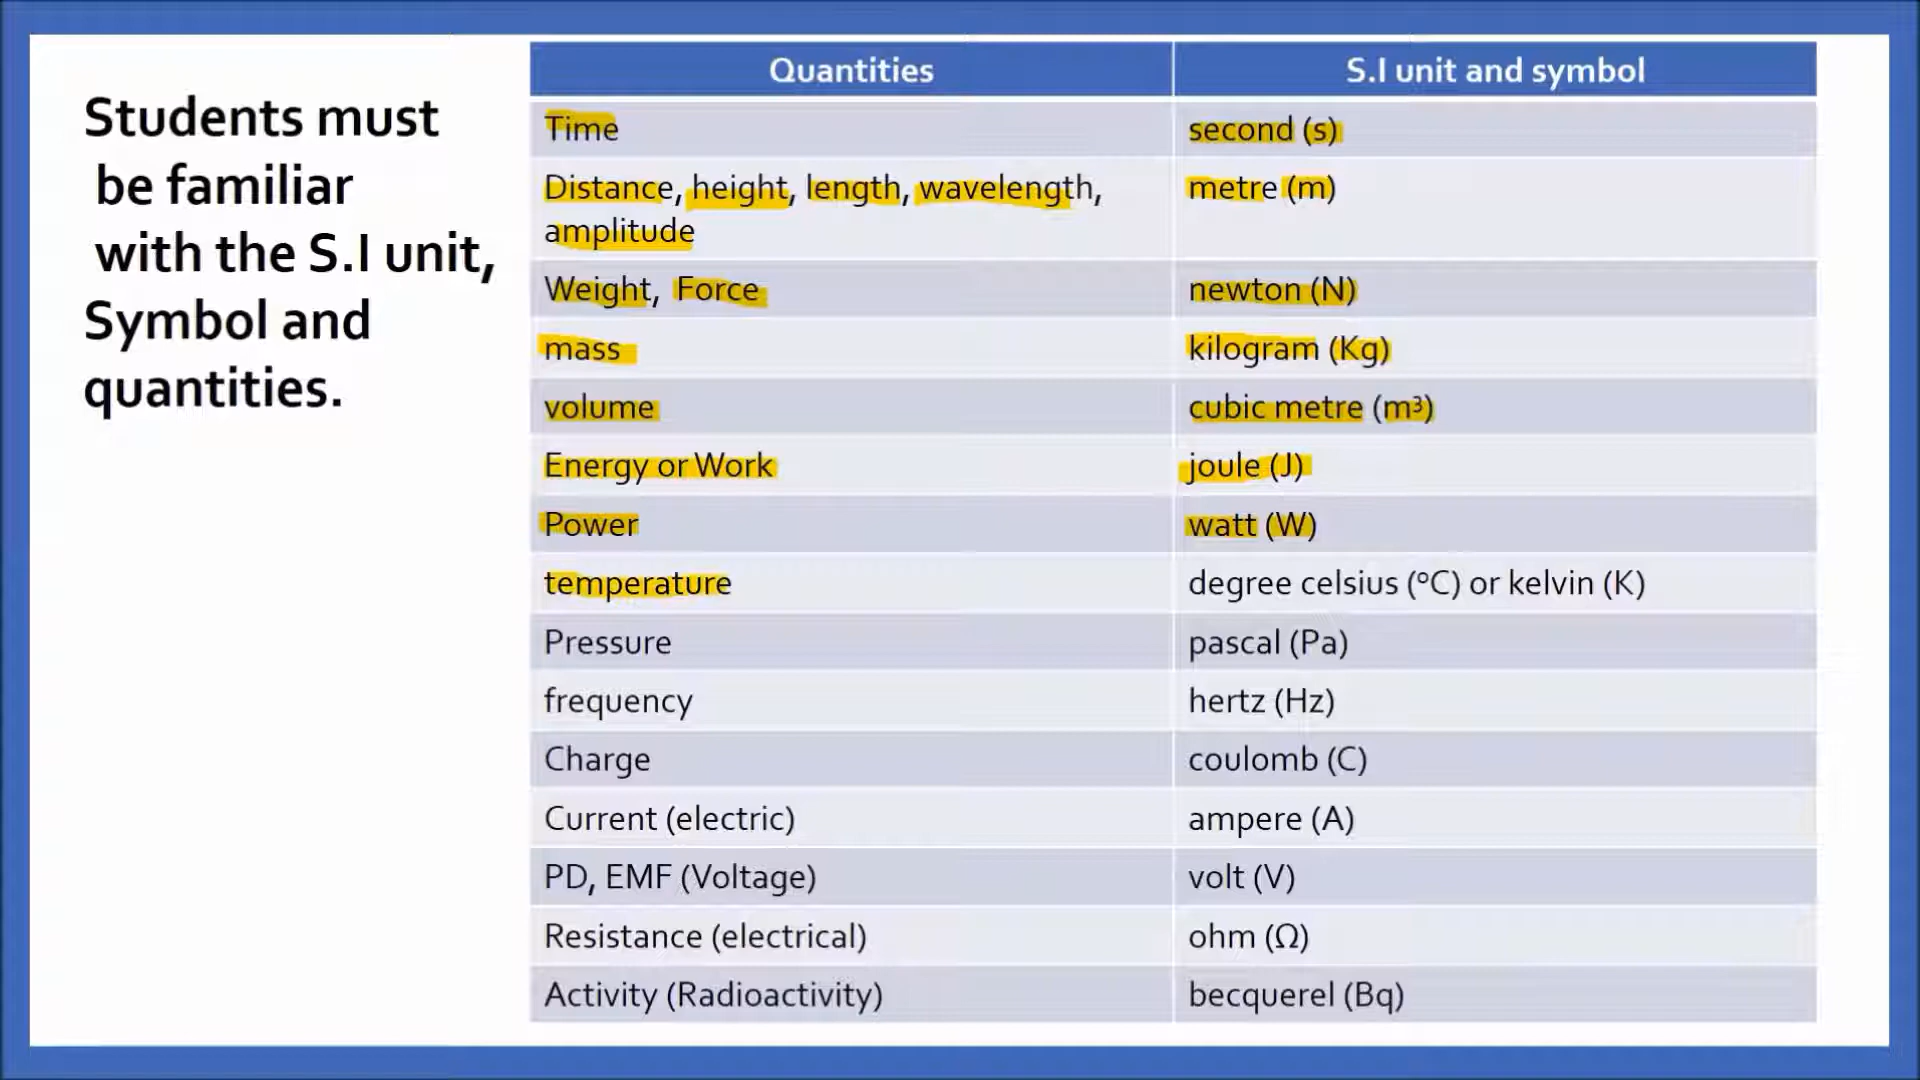 Students must
be familiar
with the S.I unit,
Symbol and
quantities.
Quantities S.I unit and symbol
Time second (s)
Distance, height, length, wavelength, metre (m)
amplitude
Weight, Force newton (N)
mass kilogram (Kg)
volume cubic metre (m³)
Energy or Work joule (J)
Power watt (W)
temperature degree celsius (°C) or kelvin (K)
Pressure pascal (Pa)
frequency hertz (Hz)
Charge coulomb (C)
Current (electric) ampere (A)
PD, EMF (Voltage) volt (V)
Resistance (electrical) ohm (Ω)
Activity (Radioactivity) becquerel (Bq)